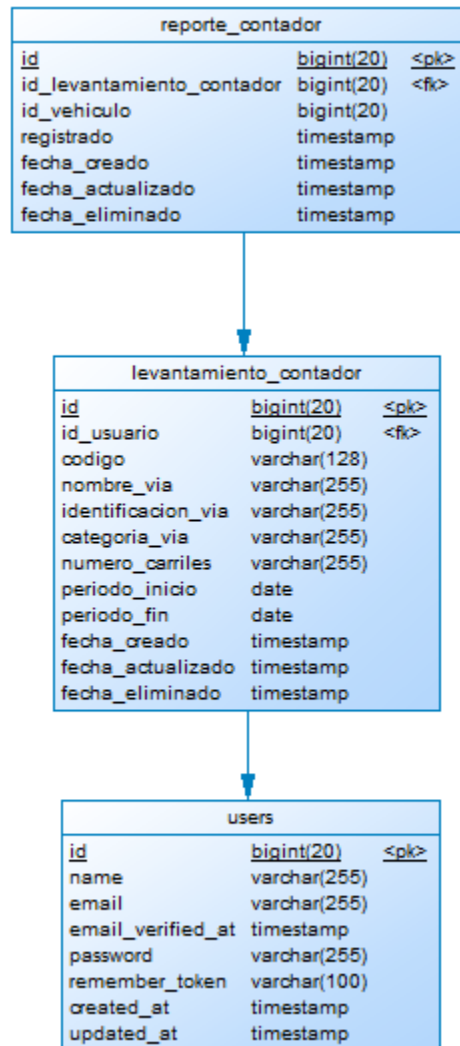 reporte_contador
id bigint(20) <pk>
id_levantamiento_contador bigint(20) <fk>
id_vehiculo bigint(20)
registrado timestamp
fecha_creado timestamp
fecha_actualizado timestamp
fecha_eliminado timestamp
levantamiento_contador
id bigint(20) <pk>
id_usuario bigint(20) <fk>
codigo varchar(128)
nombre_via varchar(255)
identificacion_via varchar(255)
categoria_via varchar(255)
numero_carriles varchar(255)
periodo_inicio date
periodo_fin date
fecha_creado timestamp
fecha_actualizado timestamp
fecha_eliminado timestamp
users
id bigint(20) <pk>
name varchar(255)
email varchar(255)
email_verified_at timestamp
password varchar(255)
remember_token varchar(100)
created_at timestamp
updated_at timestamp